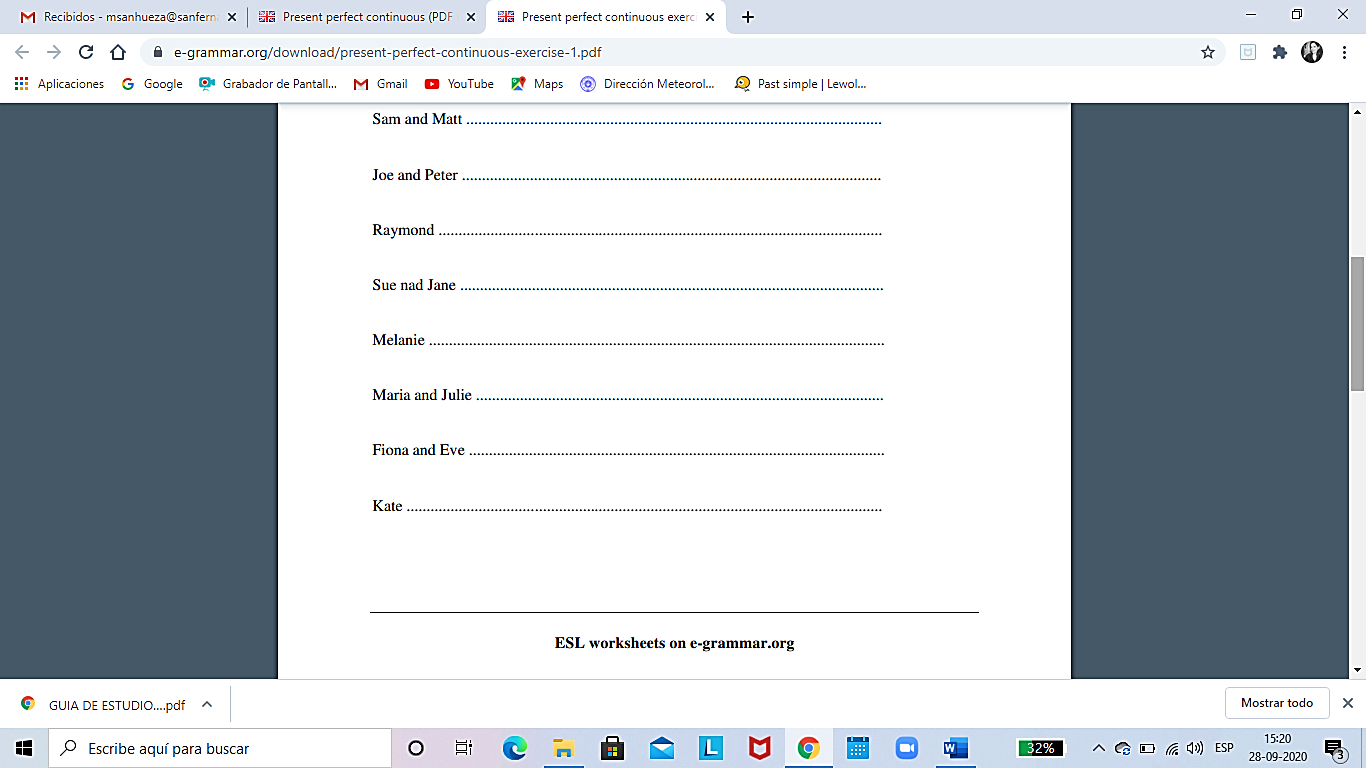 Recibidos - msanhueza@sanfern
Present perfect continuous (PDF
Present perfect continuous exerc
e-grammar.org/download/present-perfect-continuous-exercise-1.pdf
Aplicaciones Google Grabador de Pantall... Gmail YouTube Maps Dirección Meteorol... Past simple | Lewol...
Sam and Matt ........................................................................................................
Joe and Peter .........................................................................................................
Raymond ...............................................................................................................
Sue nad Jane ..........................................................................................................
Melanie ..................................................................................................................
Maria and Julie ......................................................................................................
Fiona and Eve ........................................................................................................
Kate .......................................................................................................................
ESL worksheets on e-grammar.org
GUIA DE ESTUDIO....pdf Mostrar todo
Escribe aquí para buscar L W 32% ESP 15:20
28-09-2020 3